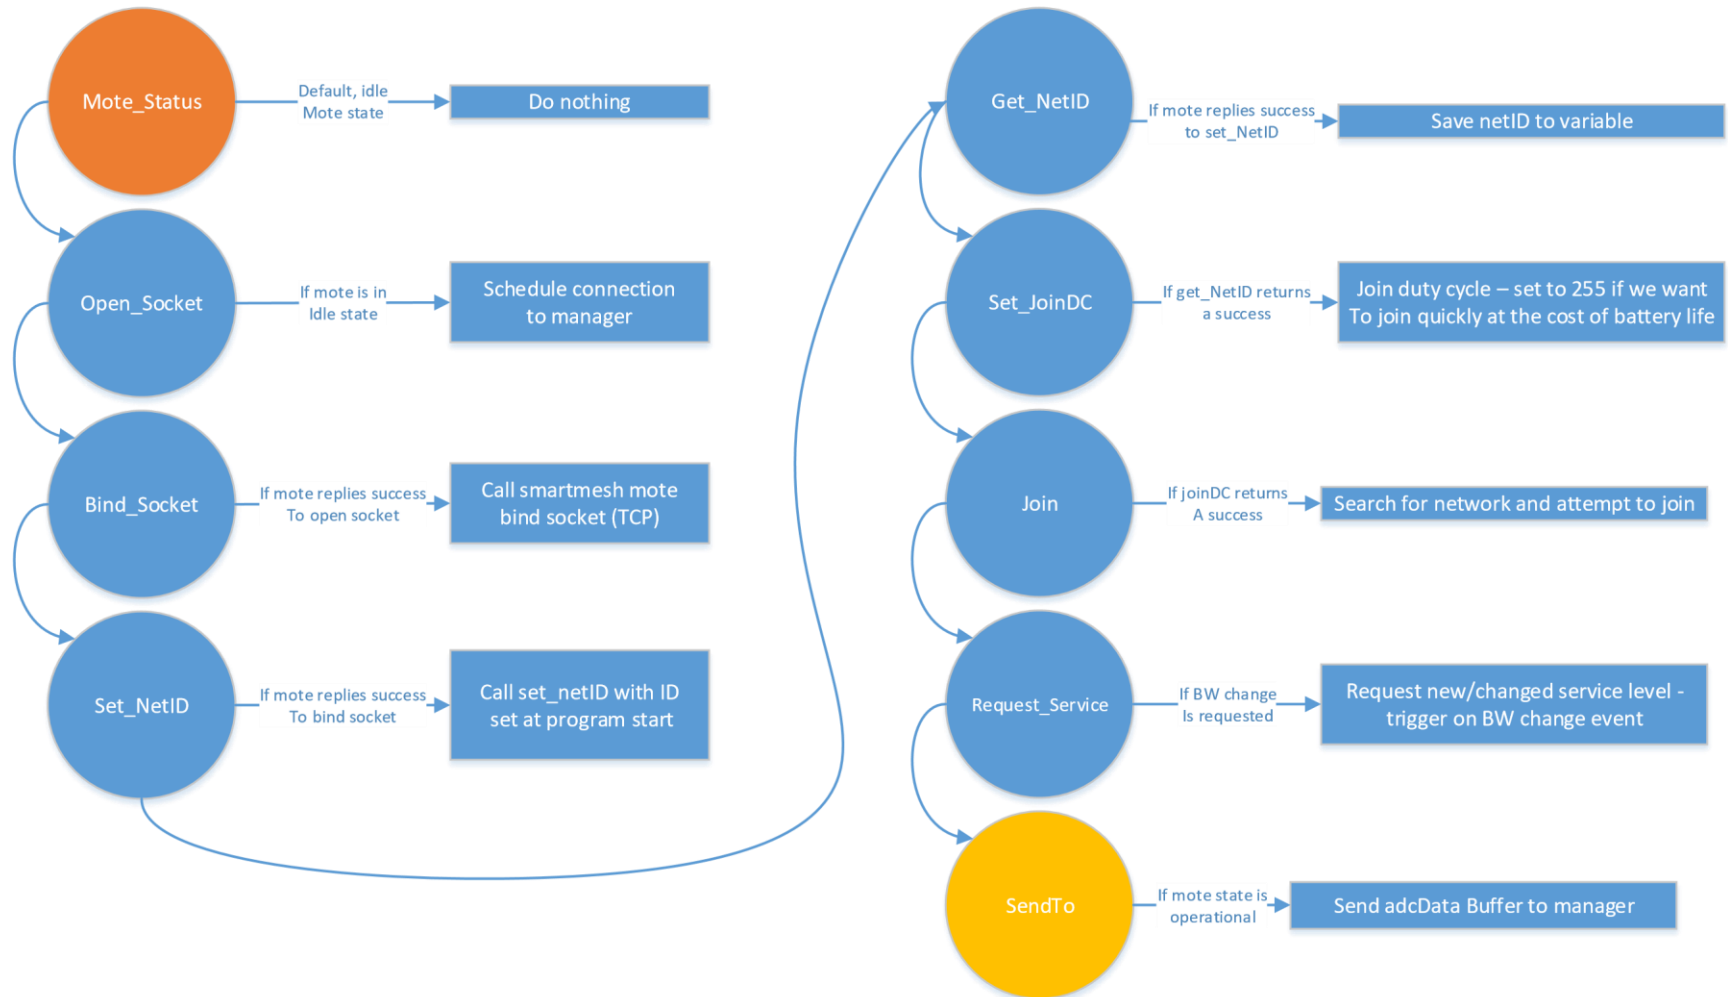 Mote_Status
Default, idle
Mote state
Do nothing
Open_Socket
If mote is in
Idle state
Schedule connection
to manager
Bind_Socket
If mote replies success
To open socket
Call smartmesh mote
bind socket (TCP)
Set_NetID
If mote replies success
To bind socket
Call set_netID with ID
set at program start
Get_NetID
If mote replies success
to set_NetID
Save netID to variable
Set_JoinDC
If get_NetID returns
a success
Join duty cycle – set to 255 if we want
To join quickly at the cost of battery life
Join
If joinDC returns
A success
Search for network and attempt to join
Request_Service
If BW change
Is requested
Request new/changed service level -
trigger on BW change event
SendTo
If mote state is
operational
Send adcData Buffer to manager